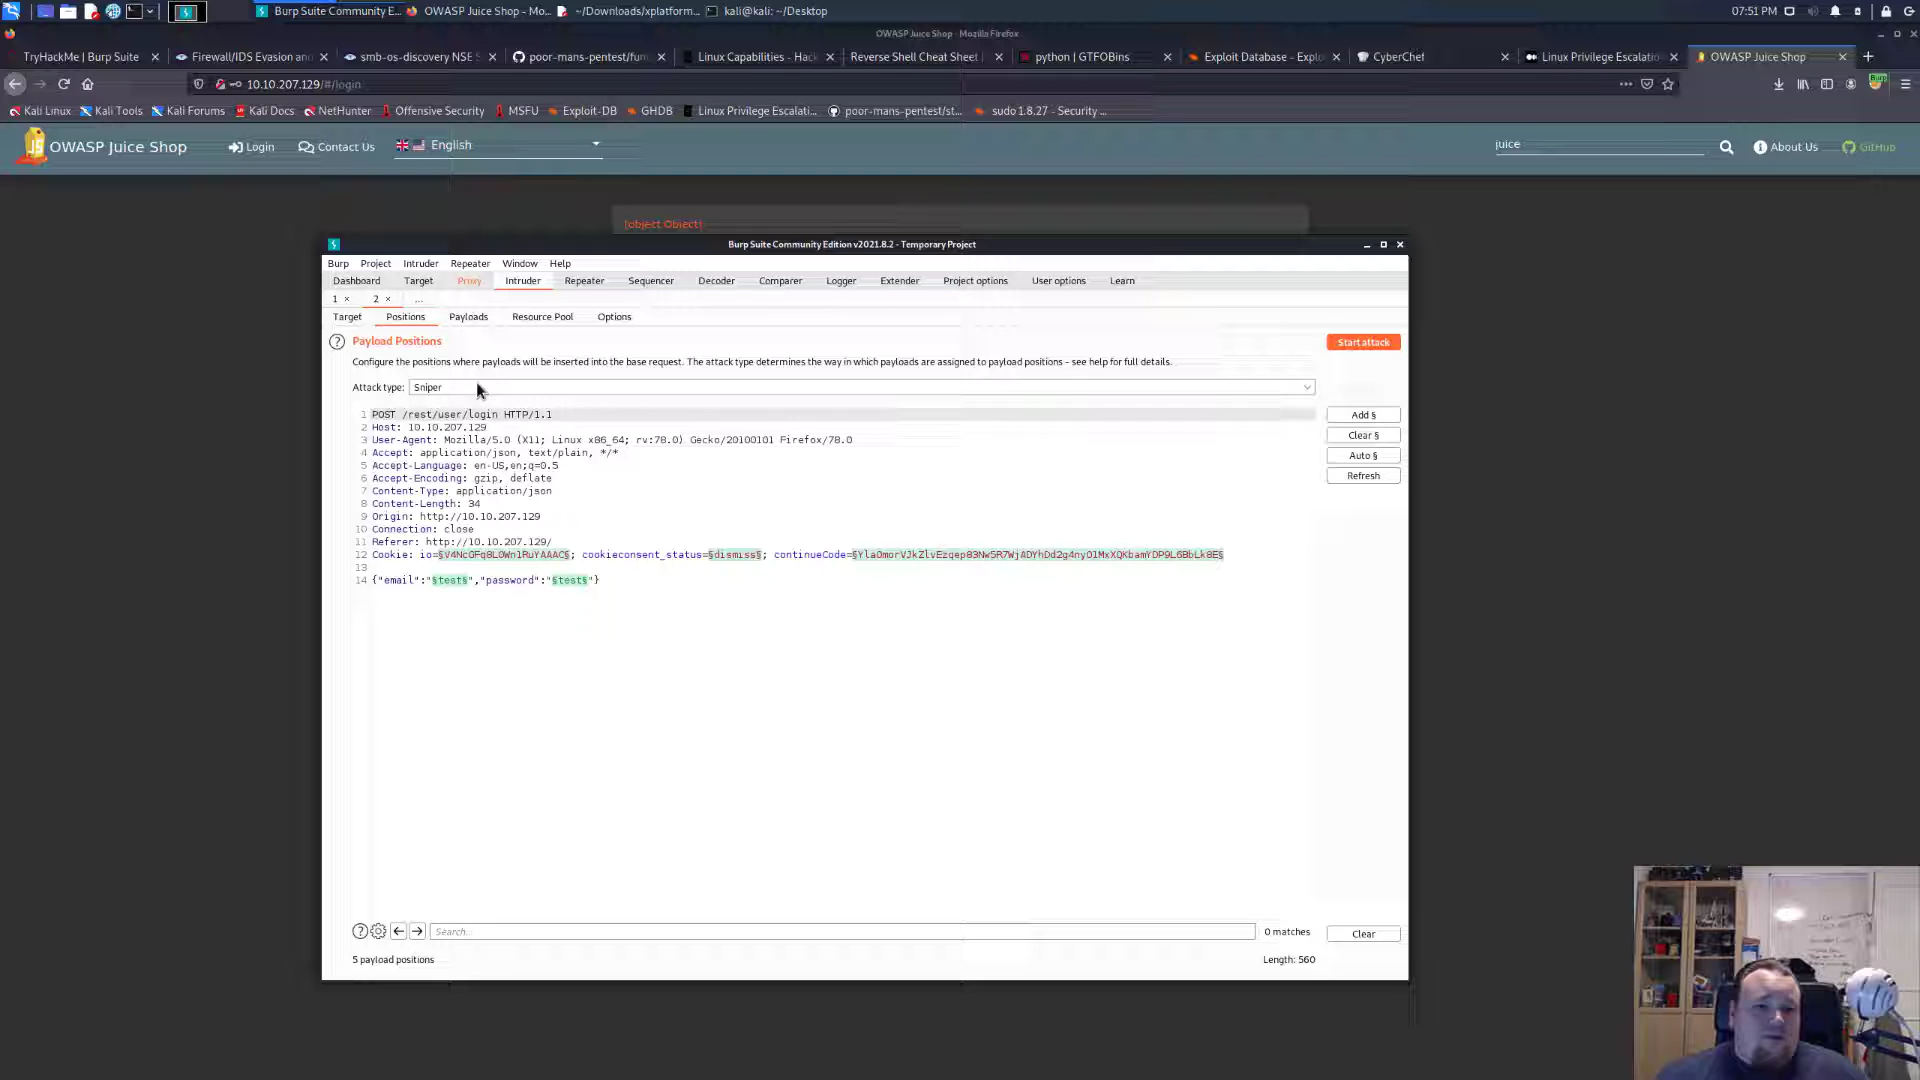 Burp Suite Community E...
OWASP Juice Shop - Mo...
~/Downloads/xplatform...
kali@kali: ~/Desktop
07:51 PM
OWASP Juice Shop - Mozilla Firefox
TryHackMe | Burp Suite
Firewall/IDS Evasion and
smb-os-discovery NSE S
poor-mans-pentest/fun
Linux Capabilities - Hack
Reverse Shell Cheat Sheet
python | GTFOBins
Exploit Database - Explo
CyberChef
Linux Privilege Escalatio
OWASP Juice Shop
10.10.207.129/#/login
Burp
Kali Linux
Kali Tools
Kali Forums
Kali Docs
NetHunter
Offensive Security
MSFU
Exploit-DB
GHDB
Linux Privilege Escalati...
poor-mans-pentest/st...
sudo 1.8.27 - Security ...
OWASP Juice Shop
Login
Contact Us
English
juice
About Us
GitHub
[object Object]
Burp Suite Community Edition v2021.8.2 - Temporary Project
Burp Project Intruder Repeater Window Help
Dashboard Target Proxy Intruder Repeater Sequencer Decoder Comparer Logger Extender Project options User options Learn
1 × 2 × ...
Target Positions Payloads Resource Pool Options
? Payload Positions
Start attack
Configure the positions where payloads will be inserted into the base request. The attack type determines the way in which payloads are assigned to payload positions - see help for full details.
Attack type: Sniper
1 POST /rest/user/login HTTP/1.1
2 Host: 10.10.207.129
3 User-Agent: Mozilla/5.0 (X11; Linux x86_64; rv:78.0) Gecko/20100101 Firefox/78.0
4 Accept: application/json, text/plain, */*
5 Accept-Language: en-US,en;q=0.5
6 Accept-Encoding: gzip, deflate
7 Content-Type: application/json
8 Content-Length: 34
9 Origin: http://10.10.207.129
10 Connection: close
11 Referer: http://10.10.207.129/
12 Cookie: io= cookieconsent_status=§dismiss§; continueCode=
13
14 {"email":"§test§","password":"§test§"}
Add §
Clear §
Auto §
Refresh
Search...
0 matches
Clear
5 payload positions
Length: 560